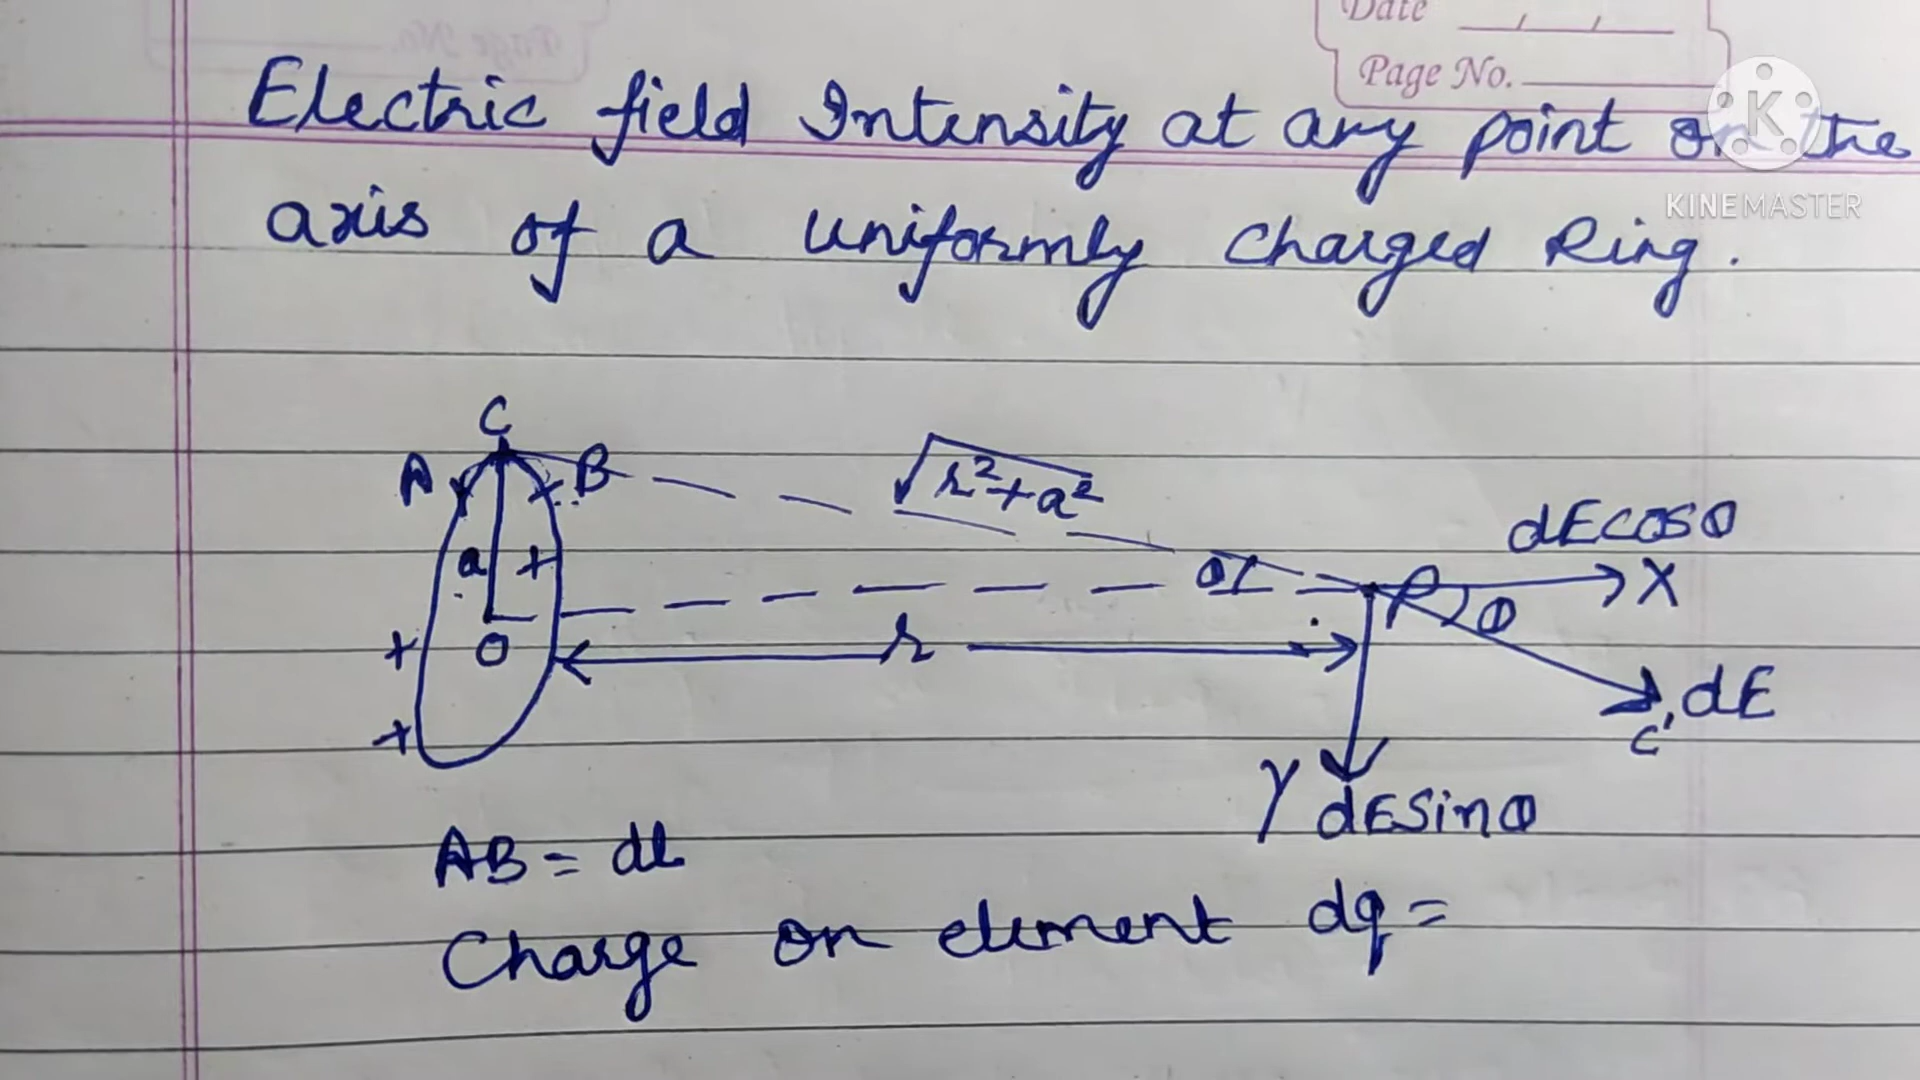 Date / /
Page No.
K
KINEMASTER
Electric field Intensity at any point on the
axis of a uniformly charged Ring.
C
A B
√r²+a²
a +
θ
dEcosθ
P X
θ
+ O
r
dE
C'
+
Y dESinθ
AB = dl
Charge on element dq =